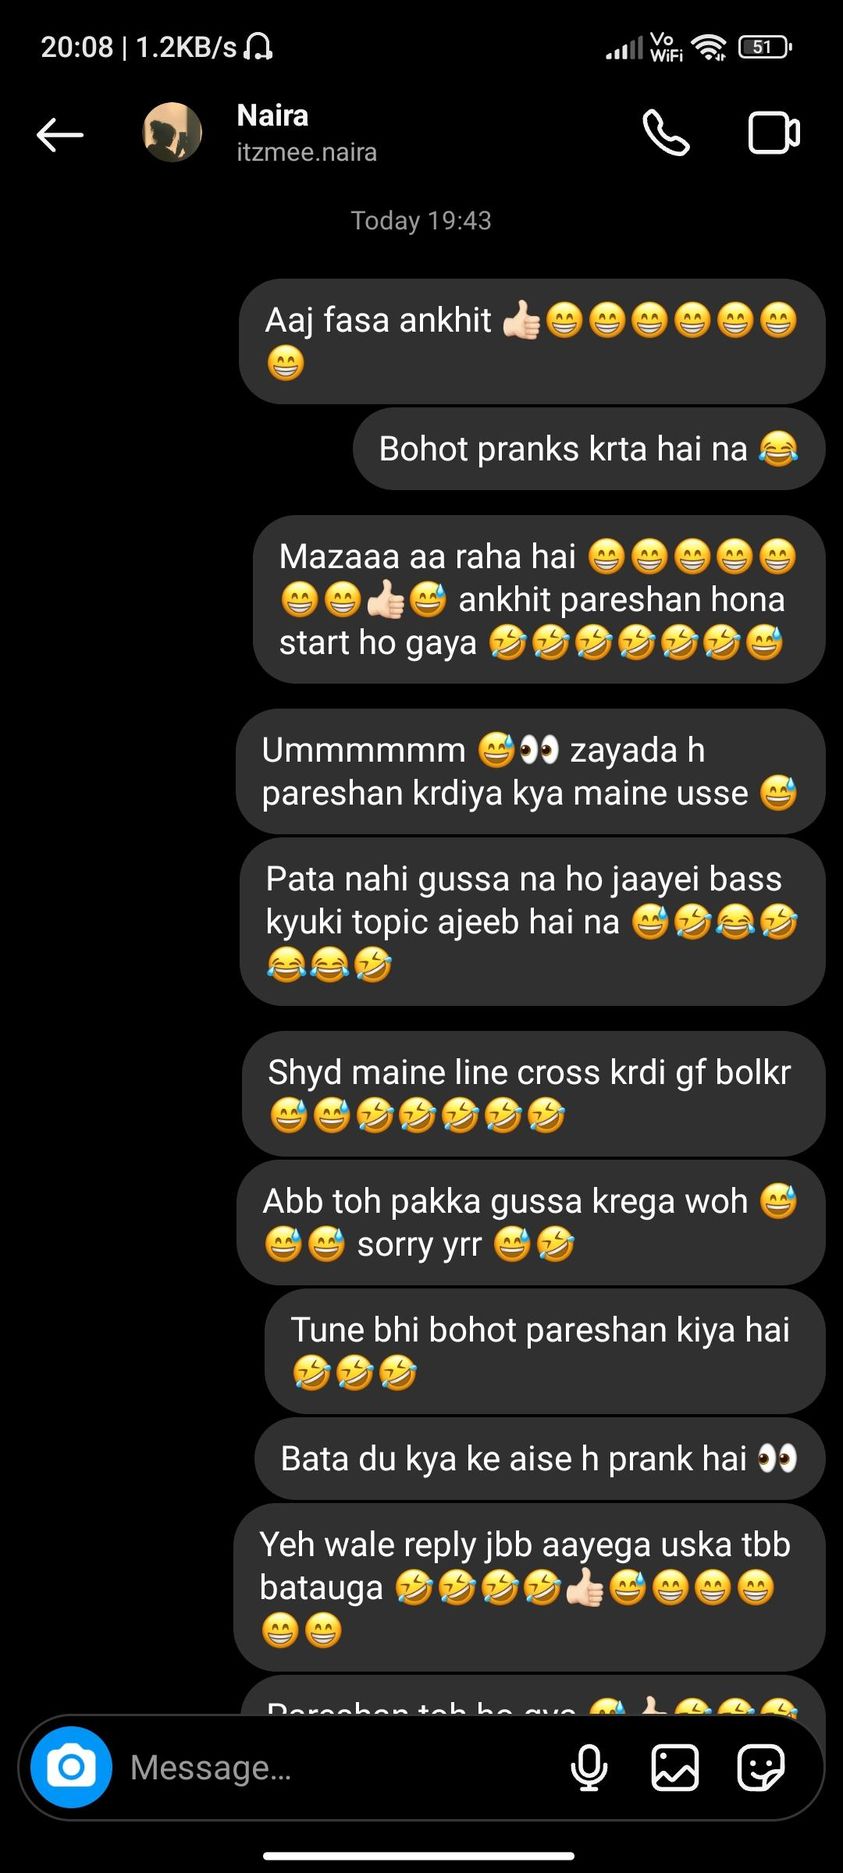 20:08 | 1.2KB/s
Vo
WiFi
51
Naira
itzmee.naira
Today 19:43
Aaj fasa ankhit 👍🏻😁😁😁😁😁😁
😁
Bohot pranks krta hai na 😂
Mazaaa aa raha hai 😁😁😁😁😁
😁😁👍🏻😅 ankhit pareshan hona
start ho gaya 🤣🤣🤣🤣🤣🤣😅
Ummmmmm 😅👀 zayada h
pareshan krdiya kya maine usse 😅
Pata nahi gussa na ho jaayei bass
kyuki topic ajeeb hai na 😅🤣😂🤣
😂😂🤣
Shyd maine line cross krdi gf bolkr
😅😅🤣🤣🤣🤣🤣
Abb toh pakka gussa krega woh 😅
😅😅 sorry yrr 😅🤣
Tune bhi bohot pareshan kiya hai
🤣🤣🤣
Bata du kya ke aise h prank hai 👀
Yeh wale reply jbb aayega uska tbb
batauga 🤣🤣🤣🤣👍🏻😅😁😁😁
😁😁
Pareshan toh ho gya 😅👍🏻🤣🤣🤣
Message...